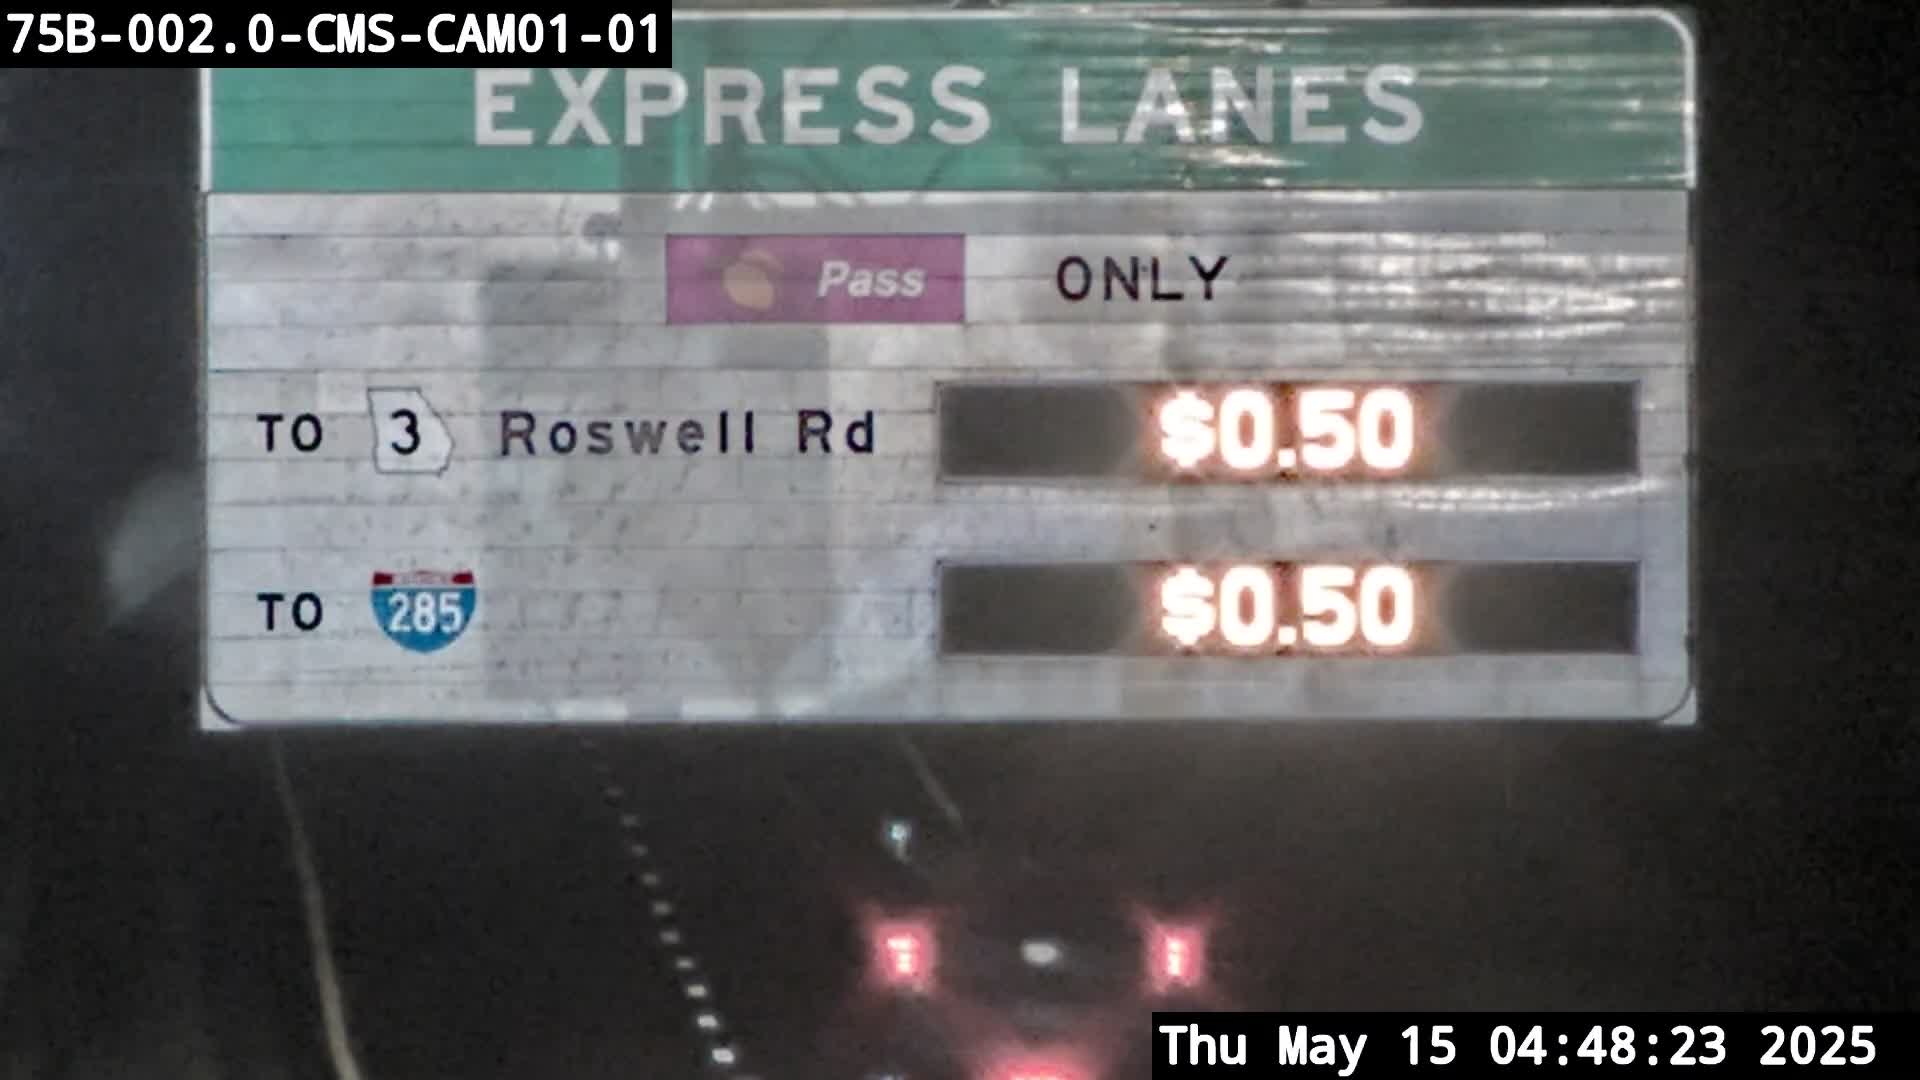 75B-002.0-CMS-CAM01-01
EXPRESS LANES
Pass ONLY
TO 3 Roswell Rd $0.50
TO 285 $0.50
Thu May 15 04:48:23 2025